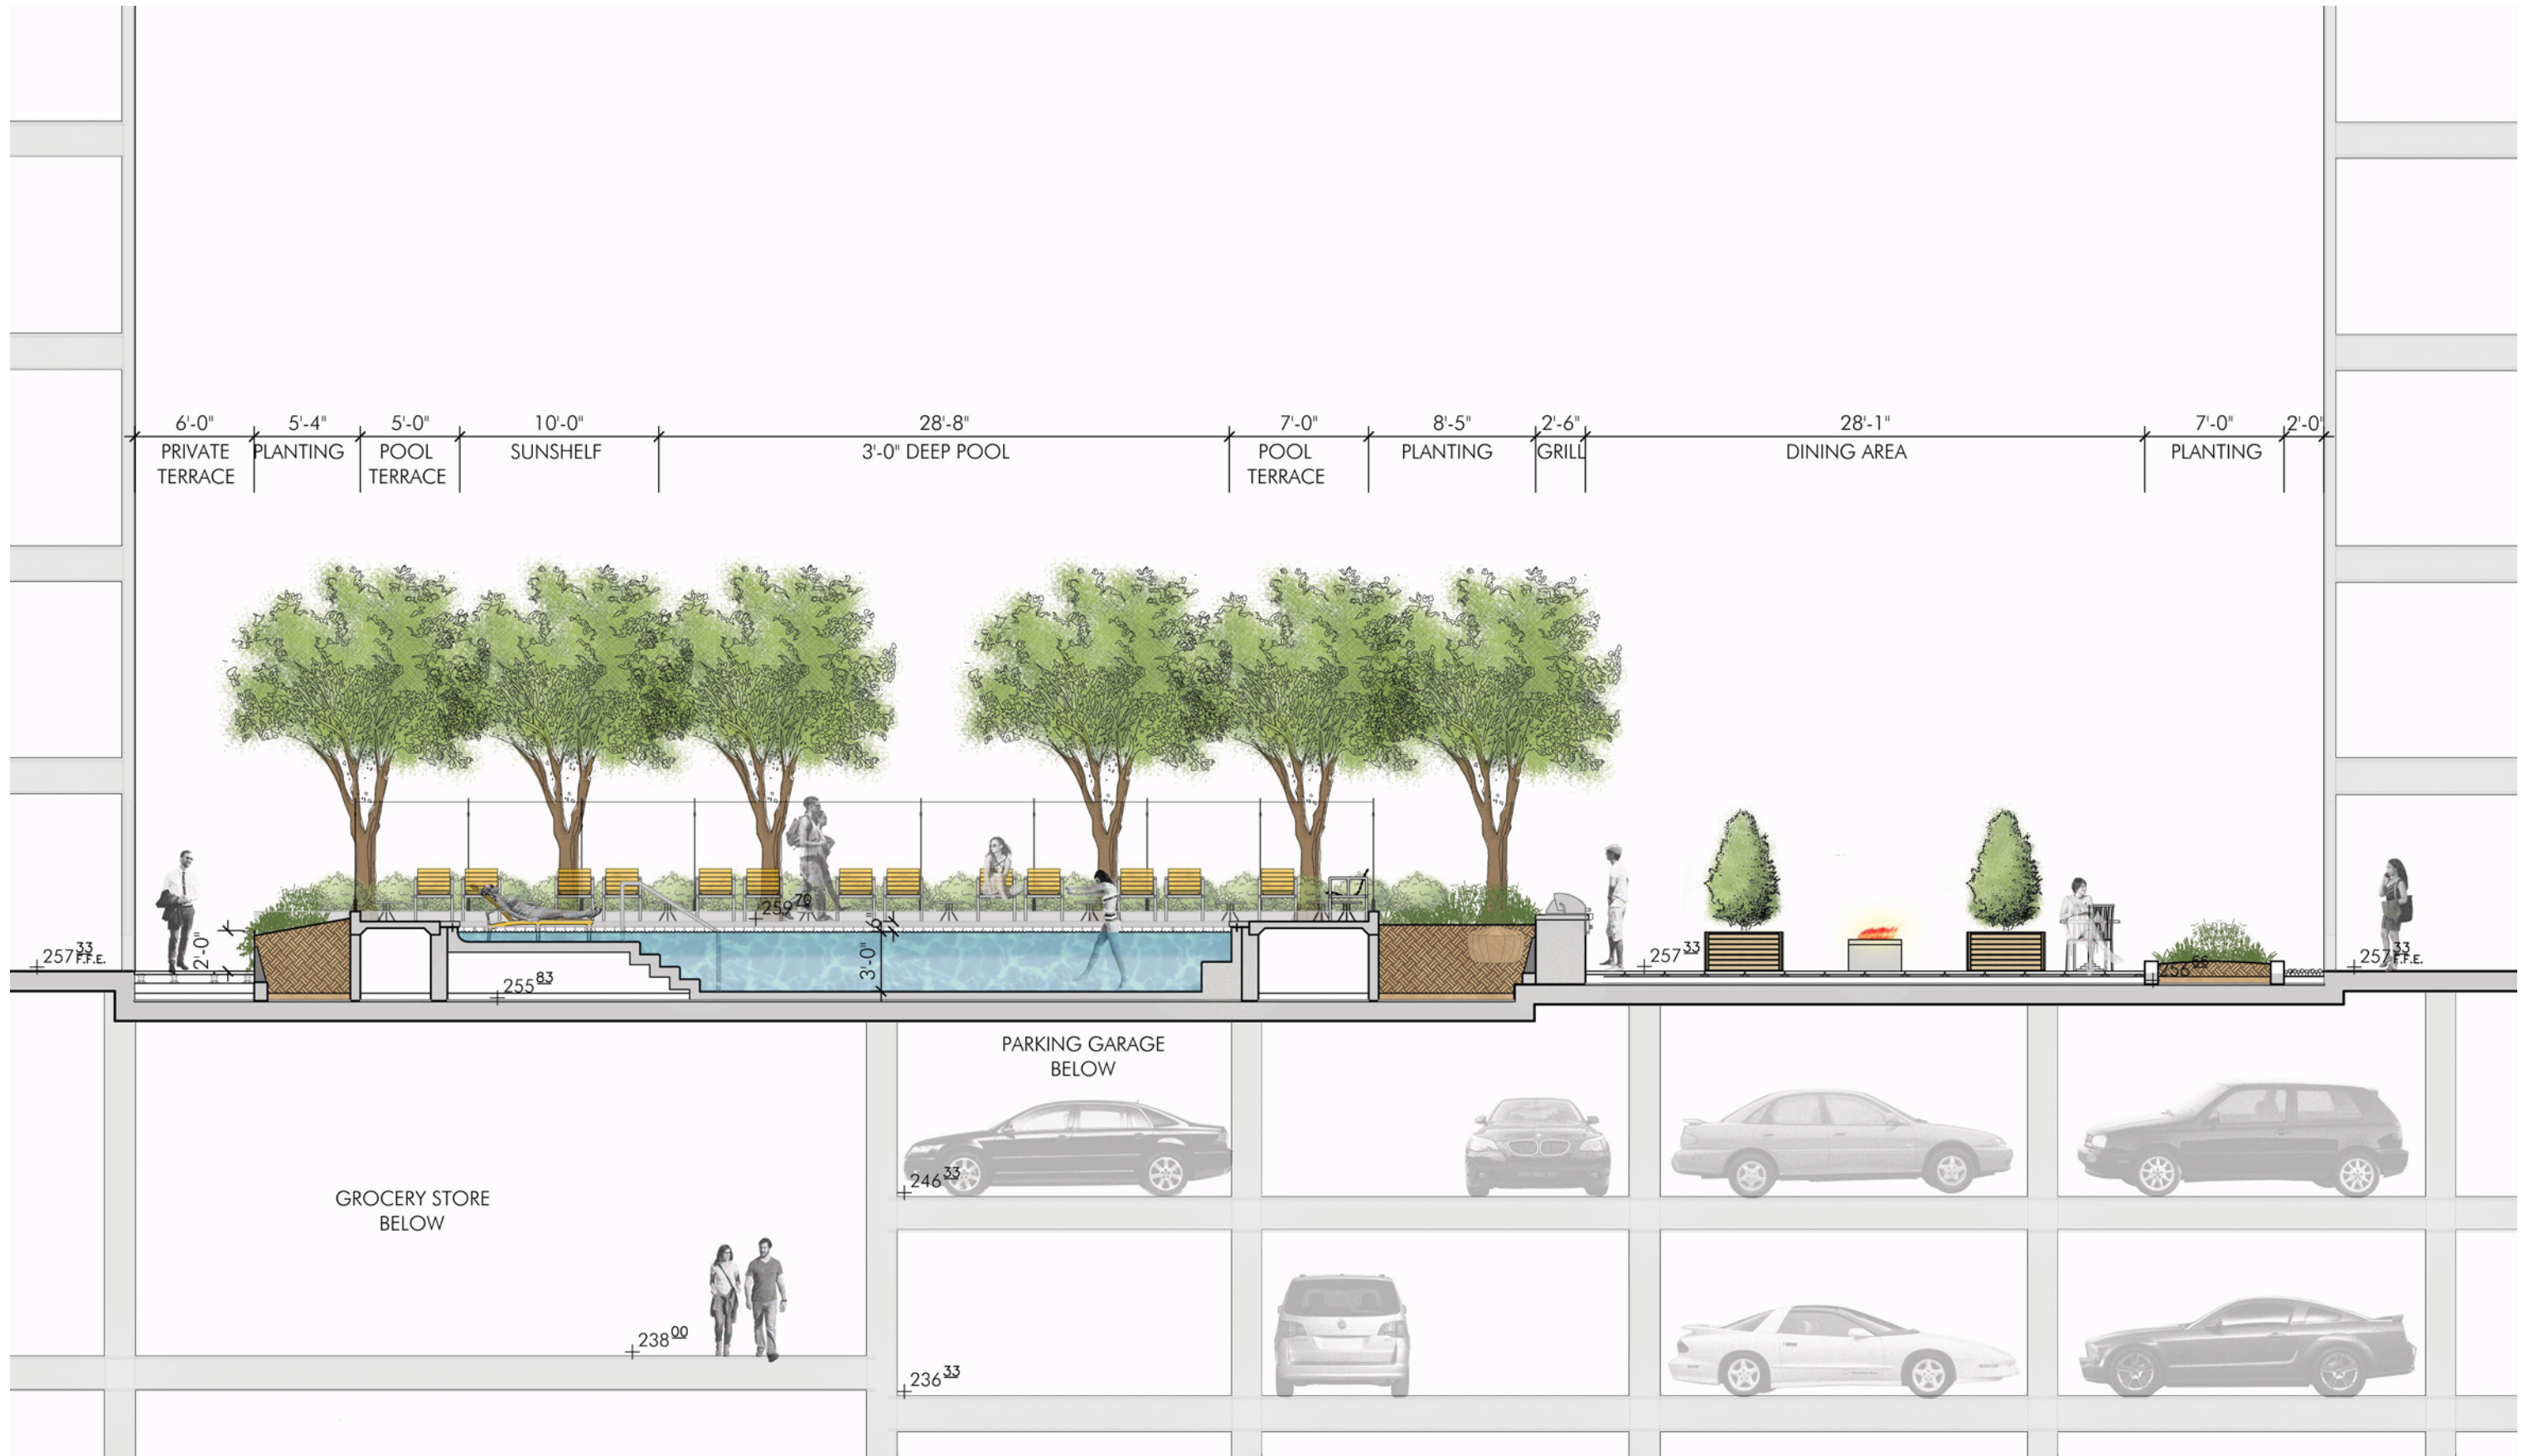 6'-0" 5'-4" 5'-0" 10'-0" 28'-8" 7'-0" 8'-5" 2'-6" 28'-1" 7'-0" 2'-0"
PRIVATE PLANTING POOL SUNSHELF 3'-0" DEEP POOL POOL PLANTING GRILL DINING AREA PLANTING
TERRACE TERRACE TERRACE
259 70
6"
257 33 F.F.E.
2'-0"
3'-0"
257 33
256 66
257 33 F.F.E.
255 83
PARKING GARAGE
BELOW
246 33
GROCERY STORE
BELOW
238 00
236 33